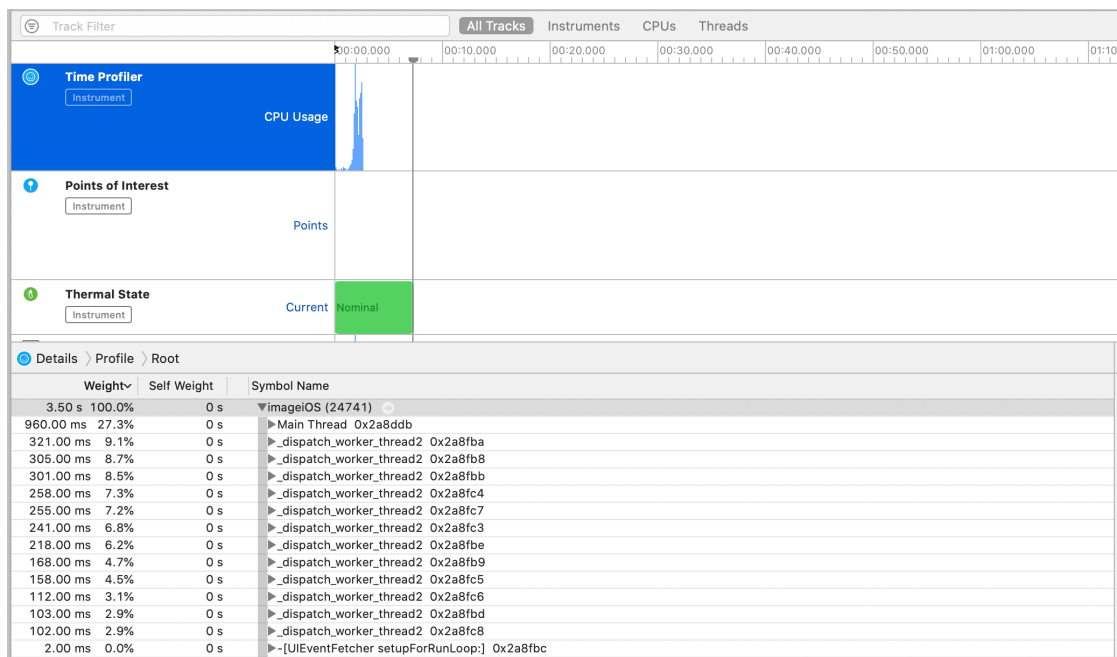 Track Filter All Tracks Instruments CPUs Threads
00:00.000 00:10.000 00:20.000 00:30.000 00:40.000 00:50.000 01:00.000 01:10
Time Profiler
Instrument
CPU Usage
Points of Interest
Instrument
Points
Thermal State
Instrument
Current Nominal
Details Profile Root
Weight Self Weight Symbol Name
3.50 s 100.0% 0 s imageiOS (24741)
960.00 ms 27.3% 0 s Main Thread 0x2a8ddb
321.00 ms 9.1% 0 s _dispatch_worker_thread2 0x2a8fba
305.00 ms 8.7% 0 s _dispatch_worker_thread2 0x2a8fb8
301.00 ms 8.5% 0 s _dispatch_worker_thread2 0x2a8fbb
258.00 ms 7.3% 0 s _dispatch_worker_thread2 0x2a8fc4
255.00 ms 7.2% 0 s _dispatch_worker_thread2 0x2a8fc7
241.00 ms 6.8% 0 s _dispatch_worker_thread2 0x2a8fc3
218.00 ms 6.2% 0 s _dispatch_worker_thread2 0x2a8fbe
168.00 ms 4.7% 0 s _dispatch_worker_thread2 0x2a8fb9
158.00 ms 4.5% 0 s _dispatch_worker_thread2 0x2a8fc5
112.00 ms 3.1% 0 s _dispatch_worker_thread2 0x2a8fc6
103.00 ms 2.9% 0 s _dispatch_worker_thread2 0x2a8fbd
102.00 ms 2.9% 0 s _dispatch_worker_thread2 0x2a8fc8
2.00 ms 0.0% 0 s -[UIEventFetcher setupForRunLoop:] 0x2a8fbc